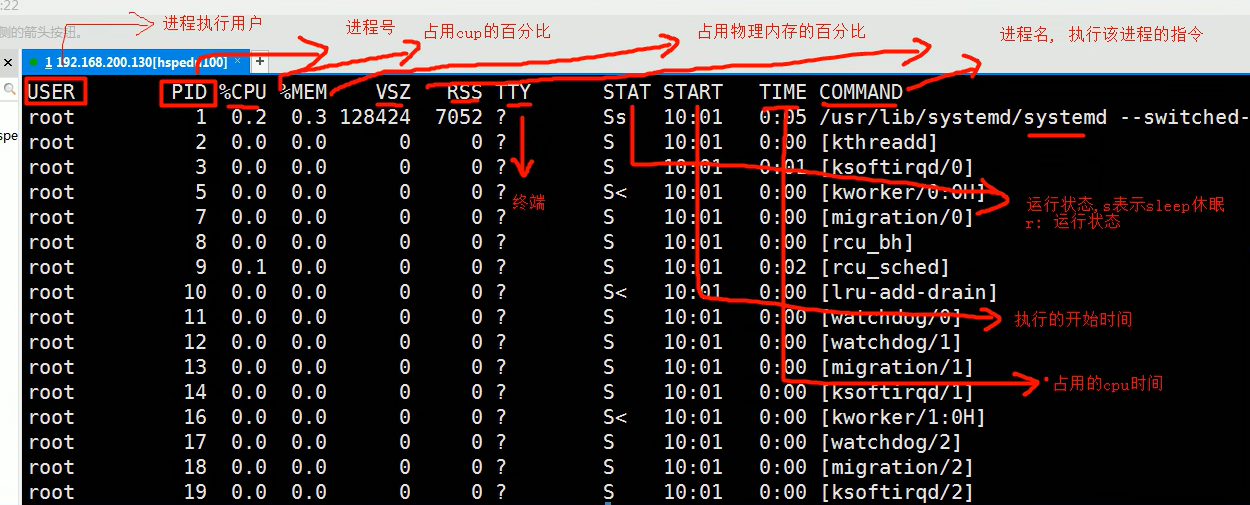 :22
进程执行用户
进程号
占用cup的百分比
占用物理内存的百分比
进程名, 执行该进程的指令
侧的箭头按钮。
1 192.168.200.130[hspedu100] × +
USER PID %CPU %MEM VSZ RSS TTY STAT START TIME COMMAND
root 1 0.2 0.3 128424 7052 ? Ss 10:01 0:05 /usr/lib/systemd/systemd --switched-
spe
root 2 0.0 0.0 0 0 ? S 10:01 0:00 [kthreadd]
root 3 0.0 0.0 0 0 ? S 10:01 0:01 [ksoftirqd/0]
root 5 0.0 0.0 0 0 ? S< 10:01 0:00 [kworker/0:0H]
终端
运行状态,s表示sleep休眠
r: 运行状态
root 7 0.0 0.0 0 0 ? S 10:01 0:00 [migration/0]
root 8 0.0 0.0 0 0 ? S 10:01 0:00 [rcu_bh]
root 9 0.1 0.0 0 0 ? S 10:01 0:02 [rcu_sched]
root 10 0.0 0.0 0 0 ? S< 10:01 0:00 [lru-add-drain]
root 11 0.0 0.0 0 0 ? S 10:01 0:00 [watchdog/0]
执行的开始时间
root 12 0.0 0.0 0 0 ? S 10:01 0:00 [watchdog/1]
root 13 0.0 0.0 0 0 ? S 10:01 0:00 [migration/1]
占用的cpu时间
root 14 0.0 0.0 0 0 ? S 10:01 0:00 [ksoftirqd/1]
root 16 0.0 0.0 0 0 ? S< 10:01 0:00 [kworker/1:0H]
root 17 0.0 0.0 0 0 ? S 10:01 0:00 [watchdog/2]
root 18 0.0 0.0 0 0 ? S 10:01 0:00 [migration/2]
root 19 0.0 0.0 0 0 ? S 10:01 0:00 [ksoftirqd/2]